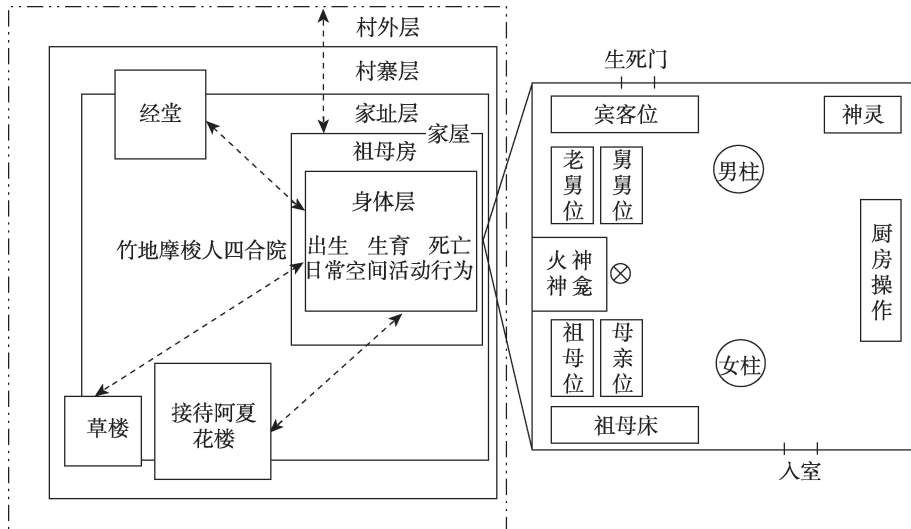 村外层
村寨层
家址层
家屋
经堂
祖母房
身体层
出生 生育 死亡
日常空间活动行为
竹地摩梭人四合院
草楼
接待阿夏
花楼
生死门
宾客位
神灵
老舅位
舅舅位
男柱
火神
神龛
厨房操作
祖母位
母亲位
女柱
祖母床
入室